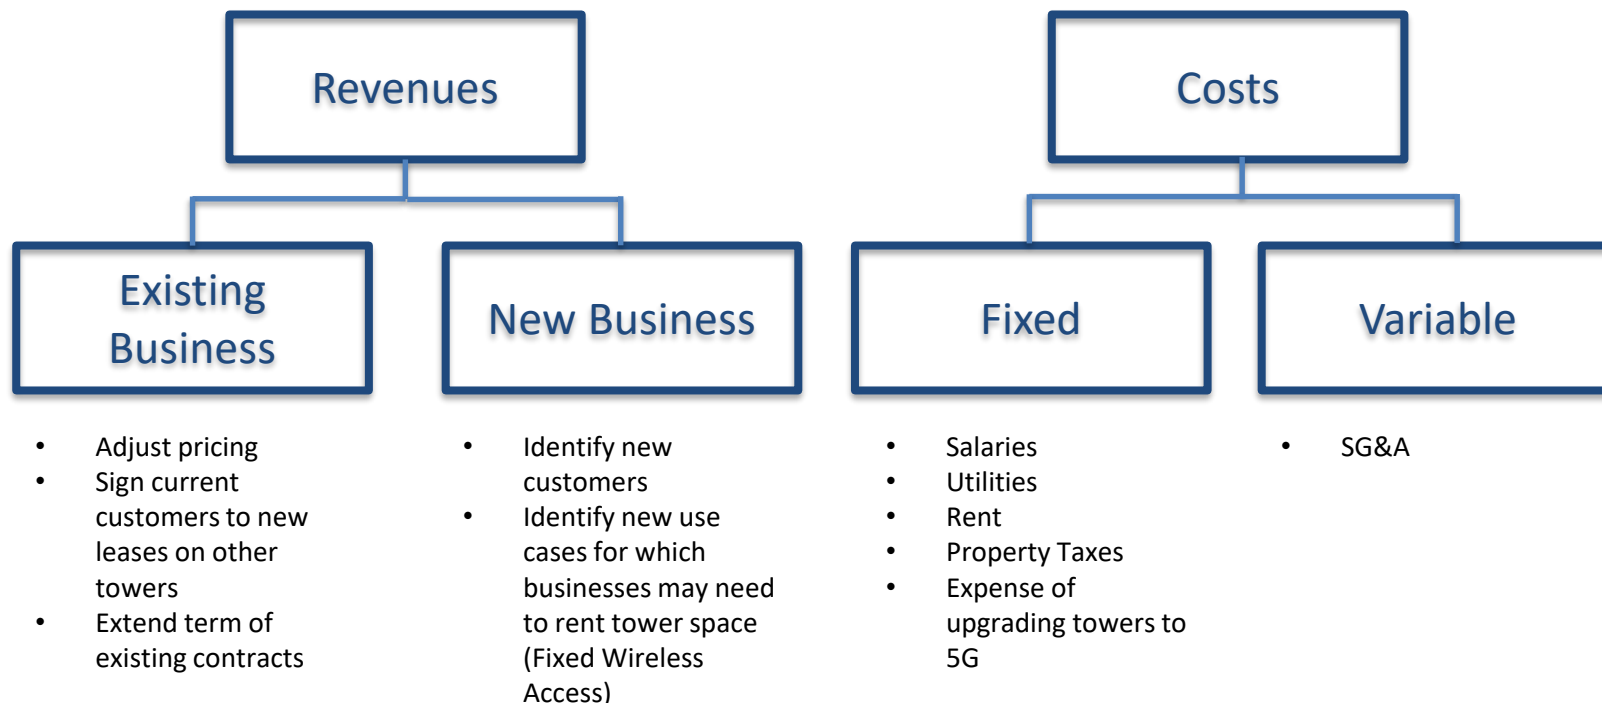 Revenues
Costs
Existing
Business
New Business
Fixed
Variable
• Adjust pricing
• Sign current
customers to new
leases on other
towers
• Extend term of
existing contracts
• Identify new
customers
• Identify new use
cases for which
businesses may need
to rent tower space
(Fixed Wireless
Access)
• Salaries
• Utilities
• Rent
• Property Taxes
• Expense of
upgrading towers to
5G
• SG&A